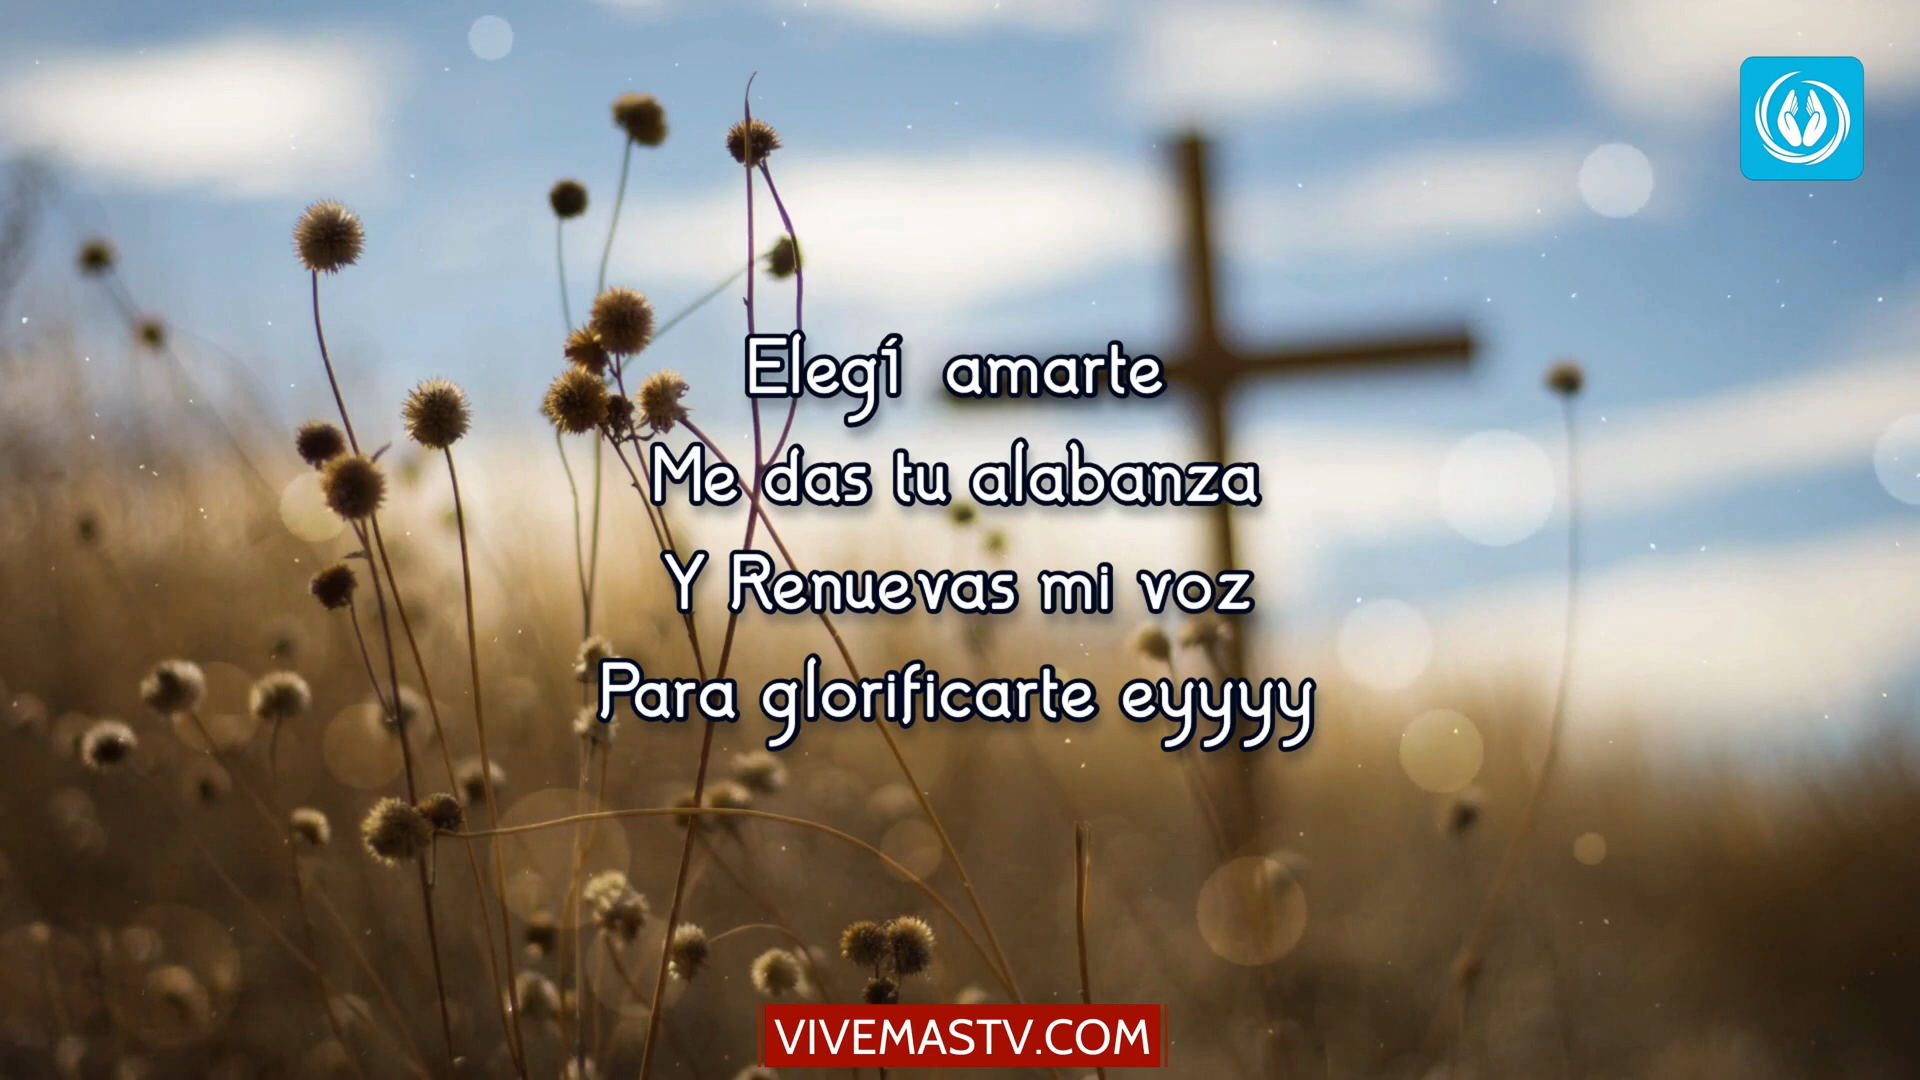 Elegí amarte
Me das tu alabanza
Y Renuevas mi voz
Para glorificarte eyyyy
VIVEMASTV.COM